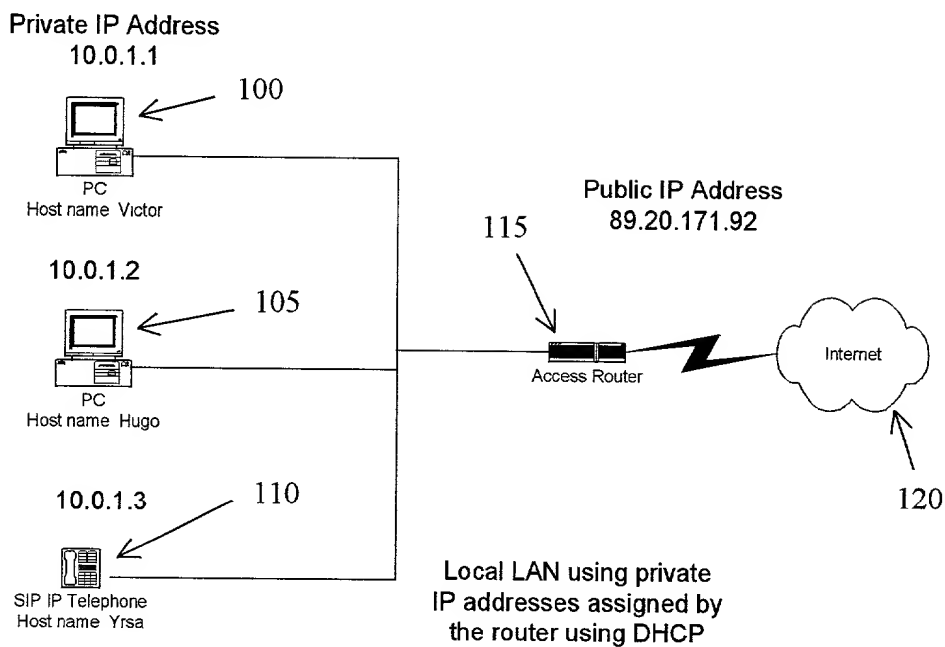 Private IP Address
10.0.1.1
100
PC
Host name Victor
Public IP Address
89.20.171.92
115
10.0.1.2
105
PC
Host name Hugo
Access Router
Internet
120
10.0.1.3
110
SIP IP Telephone
Host name Yrsa
Local LAN using private
IP addresses assigned by
the router using DHCP